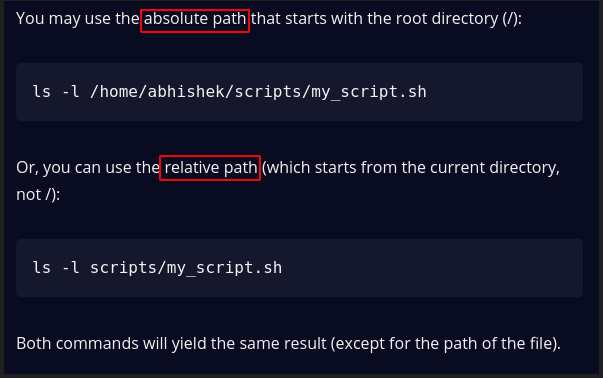 You may use the absolute path that starts with the root directory (/):
ls -l /home/abhishek/scripts/my_script.sh
Or, you can use the relative path (which starts from the current directory,
not /):
ls -l scripts/my_script.sh
Both commands will yield the same result (except for the path of the file).